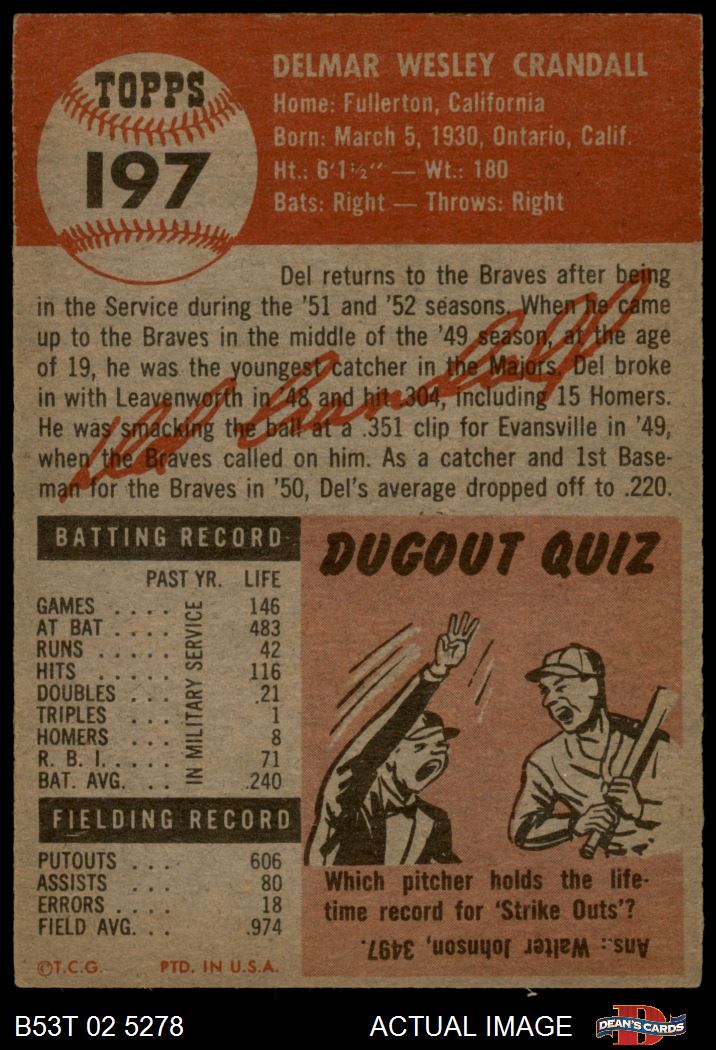 TOPPS
197
DELMAR WESLEY CRANDALL
Home: Fullerton, California
Born: March 5, 1930, Ontario, Calif.
Ht.: 6'1½" — Wt.: 180
Bats: Right — Throws: Right
Del returns to the Braves after being
in the Service during the '51 and '52 seasons. When he came
up to the Braves in the middle of the '49 season, at the age
of 19, he was the youngest catcher in the Majors. Del broke
in with Leavenworth in '48 and hit .304, including 15 Homers.
He was smacking the ball at a .351 clip for Evansville in '49,
when the Braves called on him. As a catcher and 1st Base-
man for the Braves in '50, Del's average dropped off to .220.
Del Crandall
BATTING RECORD
PAST YR. LIFE
GAMES .... 146
AT BAT .... 483
RUNS ..... 42
HITS ..... 116
DOUBLES .... 21
TRIPLES .... 1
HOMERS ... 8
R. B. I. .... 71
BAT. AVG. ... .240
IN MILITARY SERVICE
FIELDING RECORD
PUTOUTS ... 606
ASSISTS ... 80
ERRORS .... 18
FIELD AVG. ... .974
©T.C.G. PTD. IN U.S.A.
DUGOUT QUIZ
Which pitcher holds the life-
time record for 'Strike Outs'?
Ans.: Walter Johnson, 3497.
B53T 02 5278
ACTUAL IMAGE
D
DEAN'S CARDS